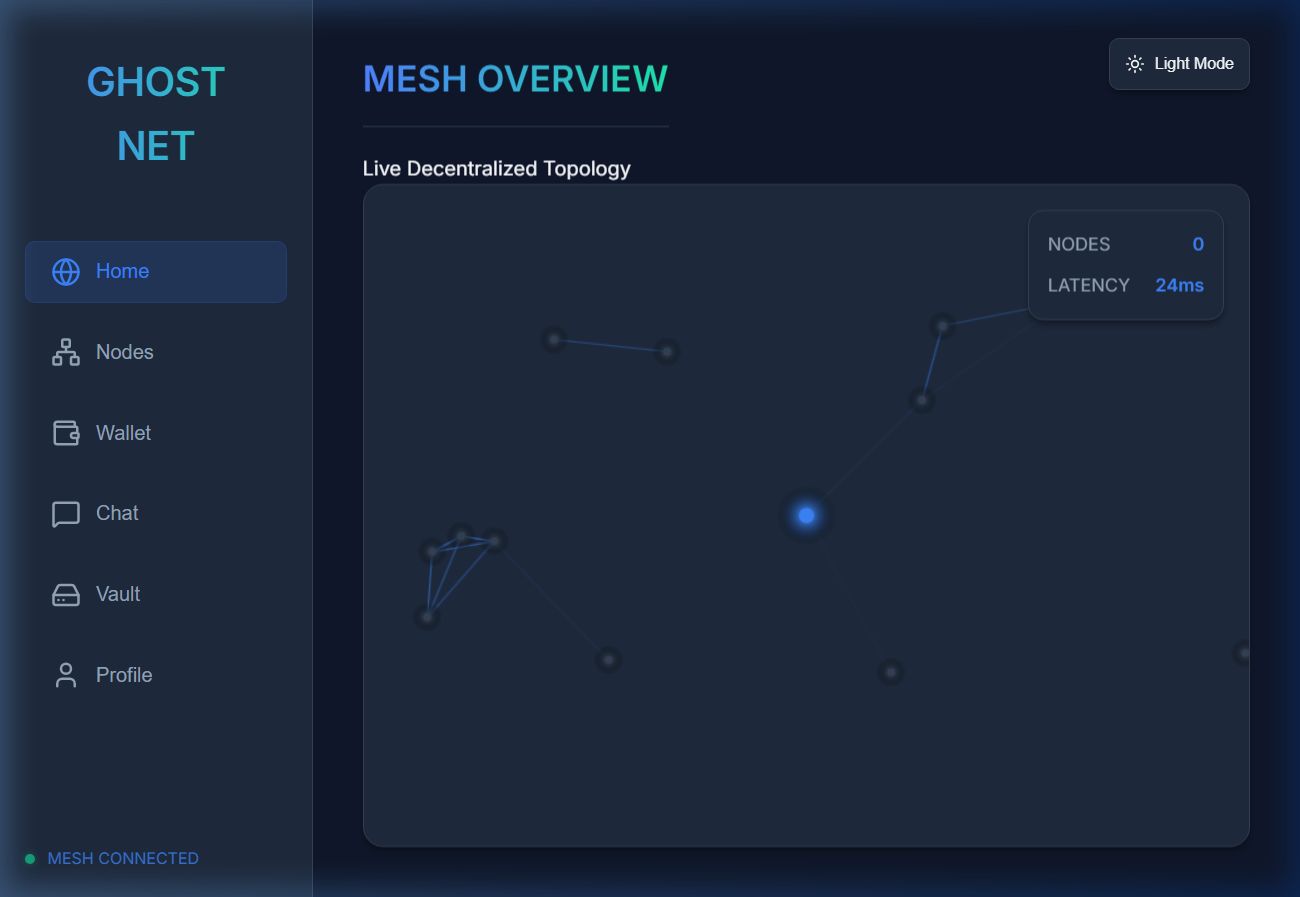 GHOST
NET
Home
Nodes
Wallet
Chat
Vault
Profile
MESH CONNECTED
MESH OVERVIEW
Light Mode
Live Decentralized Topology
NODES 0
LATENCY 24ms